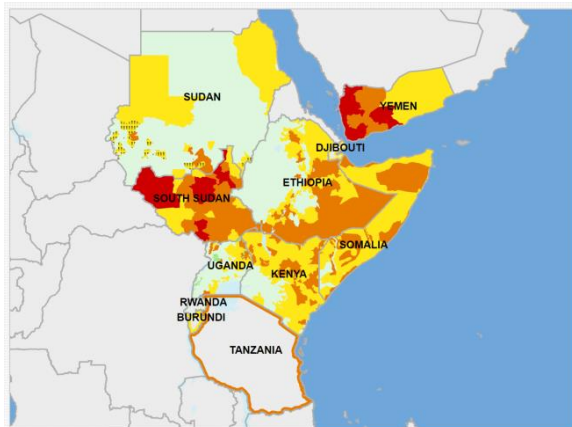 SUDAN
YEMEN
DJIBOUTI
ETHIOPIA
SOUTH SUDAN
SOMALIA
UGANDA
KENYA
RWANDA
BURUNDI
TANZANIA